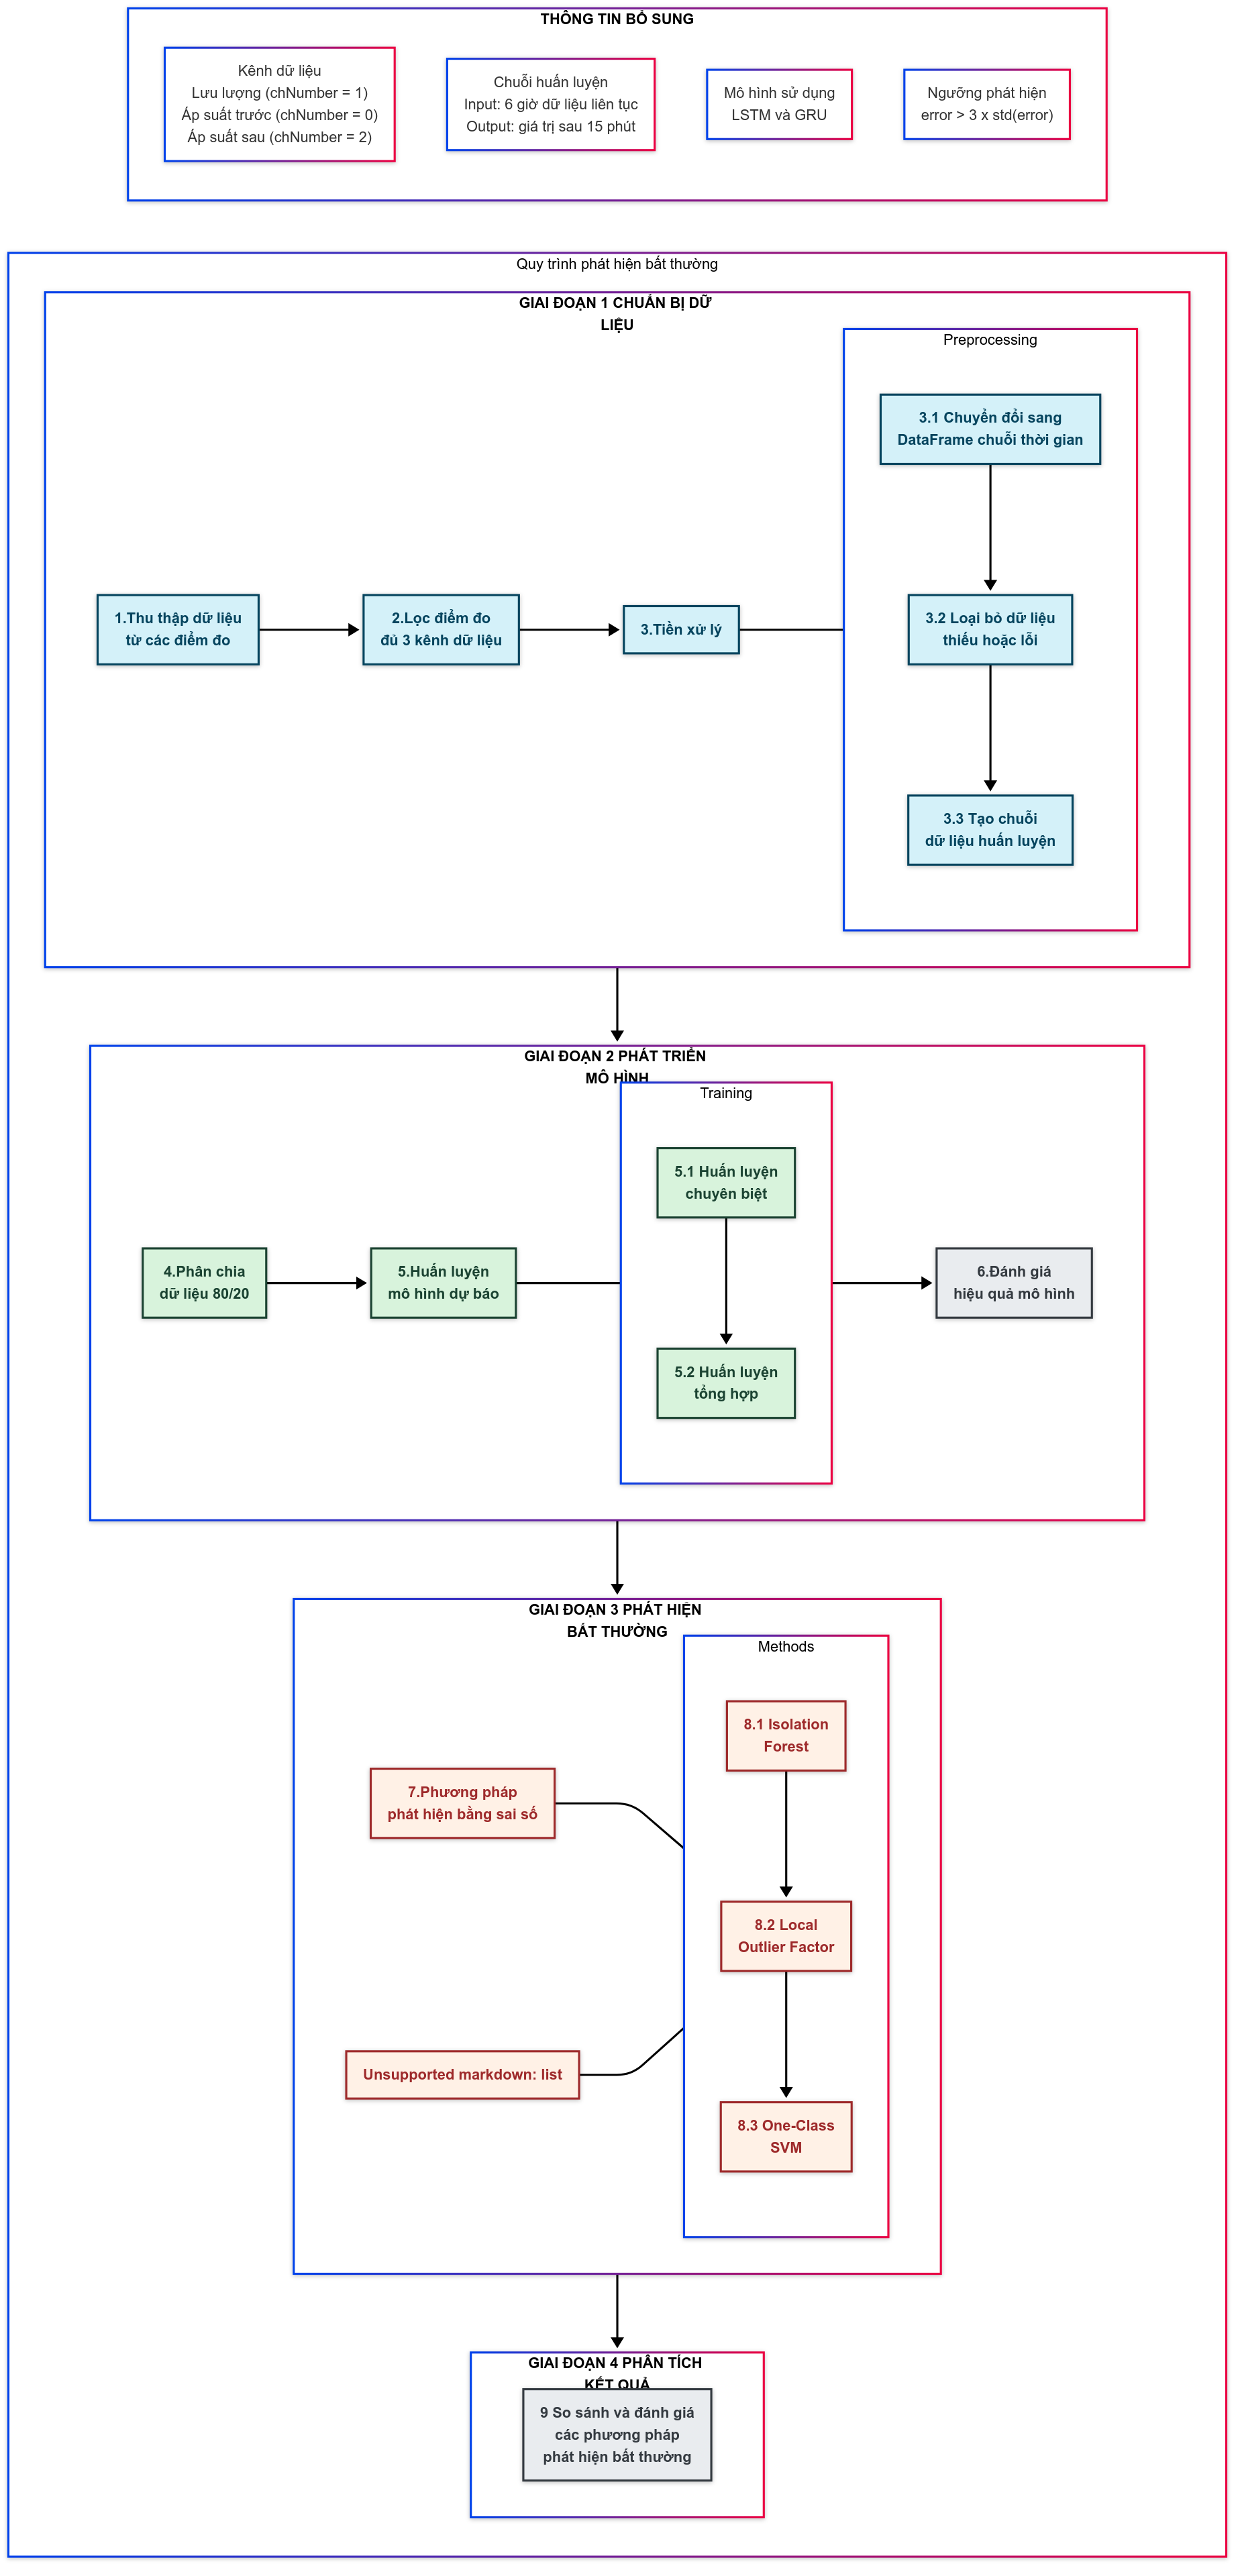 THÔNG TIN BỔ SUNG
Kênh dữ liệu
Lưu lượng (chNumber = 1)
Áp suất trước (chNumber = 0)
Áp suất sau (chNumber = 2)
Chuỗi huấn luyện
Input: 6 giờ dữ liệu liên tục
Output: giá trị sau 15 phút
Mô hình sử dụng
LSTM và GRU
Ngưỡng phát hiện
error > 3 x std(error)
Quy trình phát hiện bất thường
GIAI ĐOẠN 1 CHUẨN BỊ DỮ
LIỆU
Preprocessing
3.1 Chuyển đổi sang
DataFrame chuỗi thời gian
1.Thu thập dữ liệu
từ các điểm đo
2.Lọc điểm đo
đủ 3 kênh dữ liệu
3.Tiền xử lý
3.2 Loại bỏ dữ liệu
thiếu hoặc lỗi
3.3 Tạo chuỗi
dữ liệu huấn luyện
GIAI ĐOẠN 2 PHÁT TRIỂN
MÔ HÌNH
Training
5.1 Huấn luyện
chuyên biệt
4.Phân chia
dữ liệu 80/20
5.Huấn luyện
mô hình dự báo
6.Đánh giá
hiệu quả mô hình
5.2 Huấn luyện
tổng hợp
GIAI ĐOẠN 3 PHÁT HIỆN
BẤT THƯỜNG
Methods
8.1 Isolation
Forest
7.Phương pháp
phát hiện bằng sai số
8.2 Local
Outlier Factor
Unsupported markdown: list
8.3 One-Class
SVM
GIAI ĐOẠN 4 PHÂN TÍCH
KẾT QUẢ
9 So sánh và đánh giá
các phương pháp
phát hiện bất thường